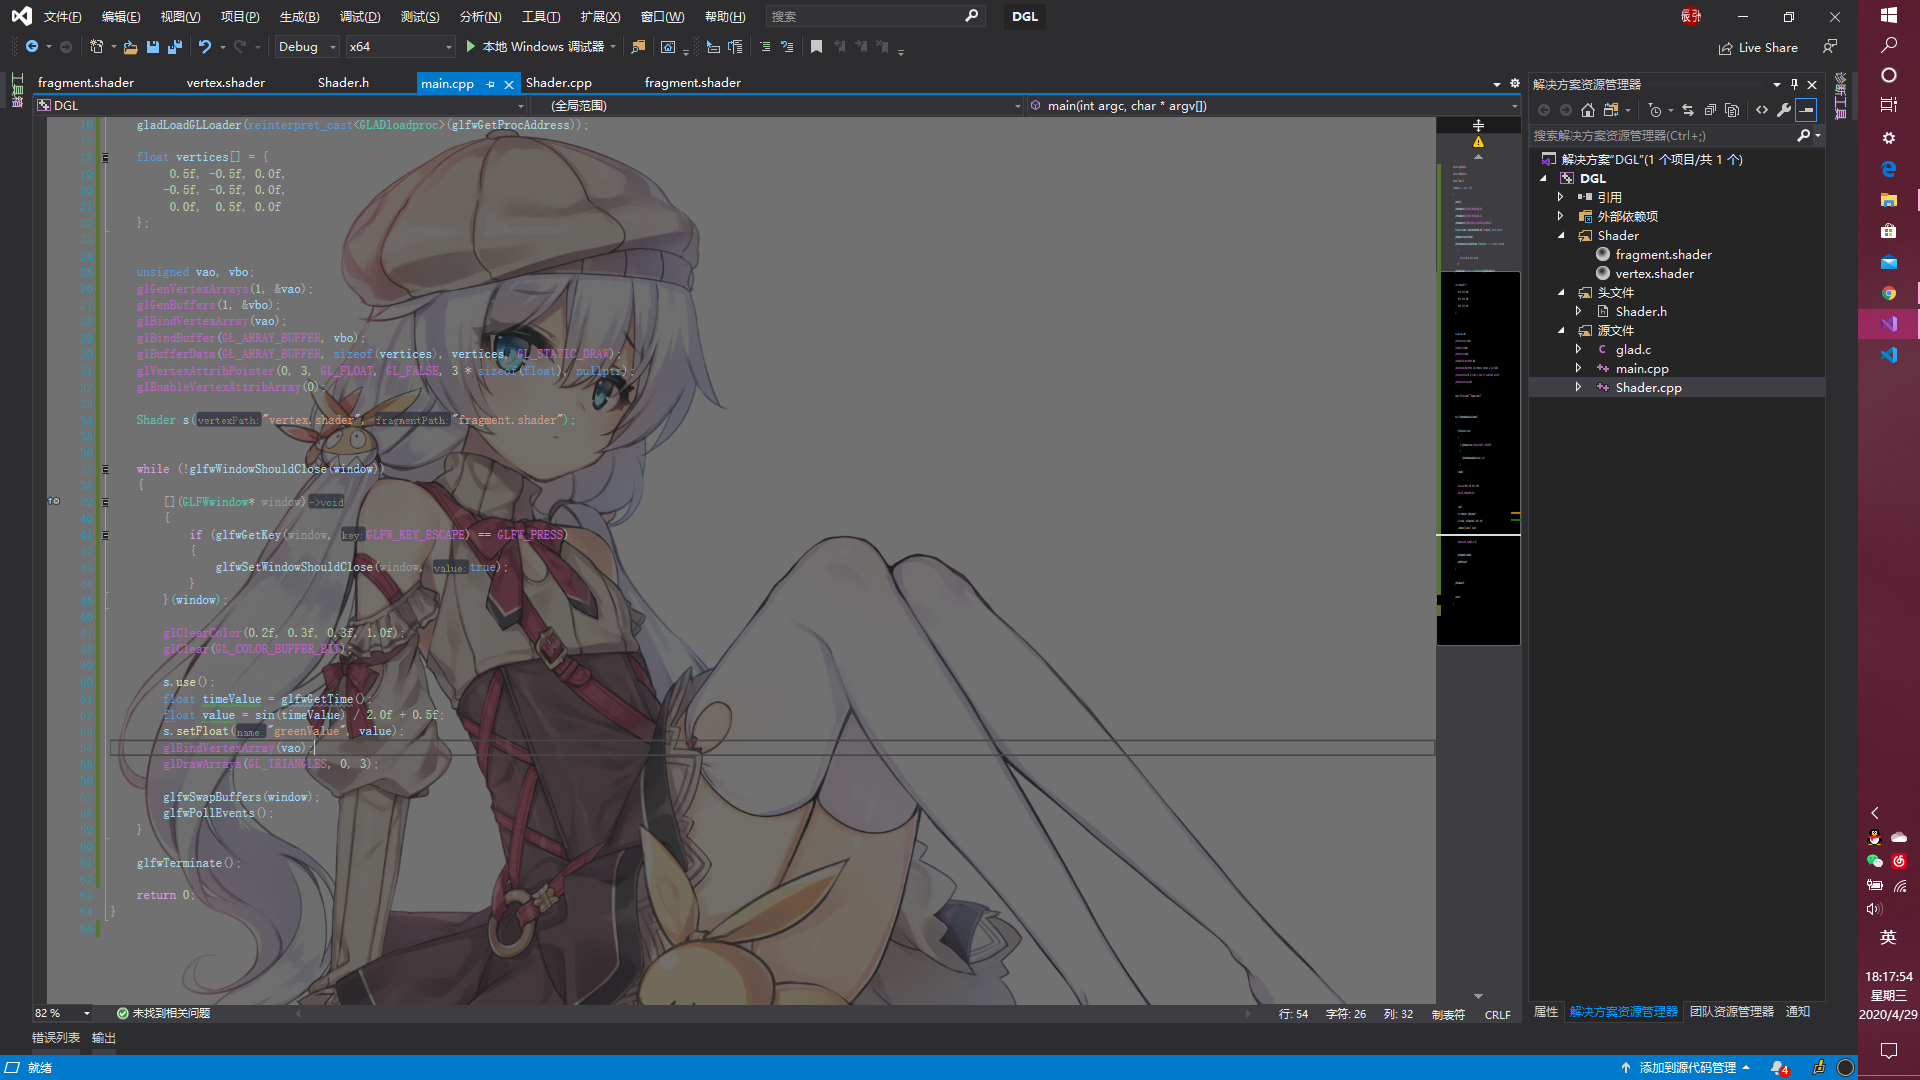 文件(F) 编辑(E) 视图(V) 项目(P) 生成(B) 调试(D) 测试(S) 分析(N) 工具(T) 扩展(X) 窗口(W) 帮助(H) 搜索 DGL
Debug x64 本地 Windows 调试器 Live Share
工具箱
fragment.shader vertex.shader Shader.h main.cpp Shader.cpp fragment.shader
DGL (全局范围) main(int argc, char * argv[])
16 gladLoadGLLoader(reinterpret_cast<GLADloadproc>(glfwGetProcAddress));
17
18 float vertices[] = {
19 0.5f, -0.5f, 0.0f,
20 -0.5f, -0.5f, 0.0f,
21 0.0f, 0.5f, 0.0f
22 };
23
24
25 unsigned vao, vbo;
26 glGenVertexArrays(1, &vao);
27 glGenBuffers(1, &vbo);
28 glBindVertexArray(vao);
29 glBindBuffer(GL_ARRAY_BUFFER, vbo);
30 glBufferData(GL_ARRAY_BUFFER, sizeof(vertices), vertices, GL_STATIC_DRAW);
31 glVertexAttribPointer(0, 3, GL_FLOAT, GL_FALSE, 3 * sizeof(float), nullptr);
32 glEnableVertexAttribArray(0);
33
34 Shader s(vertexPath:"vertex.shader", fragmentPath:"fragment.shader");
35
36
37 while (!glfwWindowShouldClose(window))
38 {
39 [](GLFWwindow* window)->void
40 {
41 if (glfwGetKey(window, key:GLFW_KEY_ESCAPE) == GLFW_PRESS)
42 {
43 glfwSetWindowShouldClose(window, value:true);
44 }
45 }(window);
46
47 glClearColor(0.2f, 0.3f, 0.3f, 1.0f);
48 glClear(GL_COLOR_BUFFER_BIT);
49
50 s.use();
51 float timeValue = glfwGetTime();
52 float value = sin(timeValue) / 2.0f + 0.5f;
53 s.setFloat(name:"greenValue", value);
54 glBindVertexArray(vao);
55 glDrawArrays(GL_TRIANGLES, 0, 3);
56
57 glfwSwapBuffers(window);
58 glfwPollEvents();
59 }
60
61 glfwTerminate();
62
63 return 0;
64 }
65
82 % 未找到相关问题 行: 54 字符: 26 列: 32 制表符 CRLF
错误列表 输出
就绪 添加到源代码管理 4
解决方案资源管理器
搜索解决方案资源管理器(Ctrl+;)
解决方案"DGL"(1 个项目/共 1 个)
DGL
引用
外部依赖项
Shader
fragment.shader
vertex.shader
头文件
Shader.h
源文件
glad.c
main.cpp
Shader.cpp
属性 解决方案资源管理器 团队资源管理器 通知
诊断工具
英
18:17:54
星期三
2020/4/29